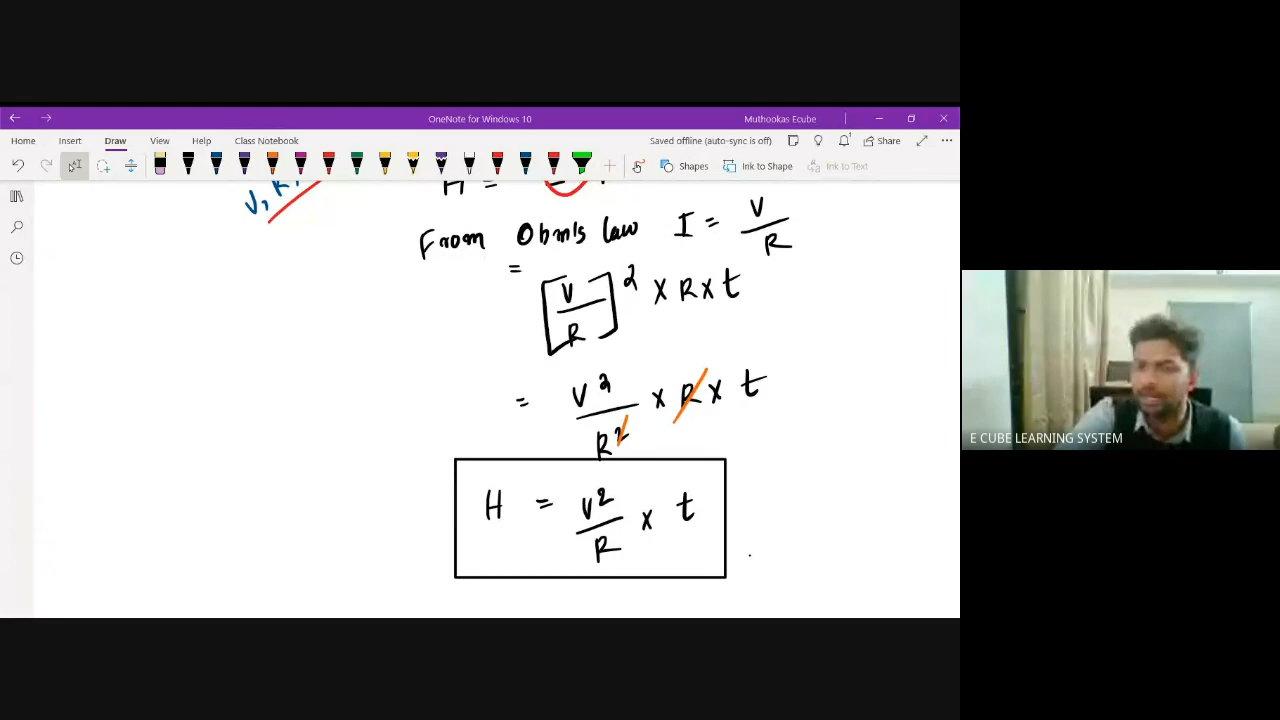 OneNote for Windows 10
Muthookas Ecube
Home Insert Draw View Help Class Notebook
Saved offline (auto-sync is off)
Share
Shapes
Ink to Shape
Ink to Text
V, R,
H =
From Ohm's law I = V/R
=
[V/R]² × R × t
= V²/R² × R × t
H = V²/R × t
E CUBE LEARNING SYSTEM